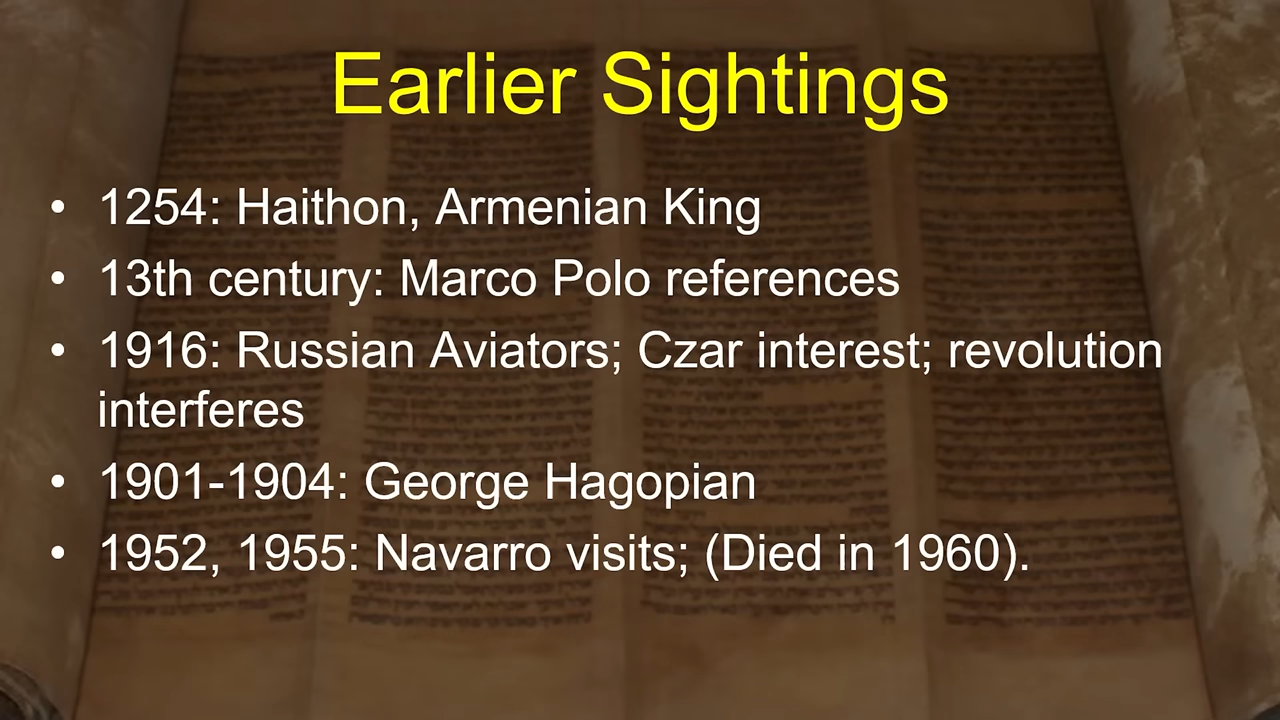 Earlier Sightings
• 1254: Haithon, Armenian King
• 13th century: Marco Polo references
• 1916: Russian Aviators; Czar interest; revolution
interferes
• 1901-1904: George Hagopian
• 1952, 1955: Navarro visits; (Died in 1960).